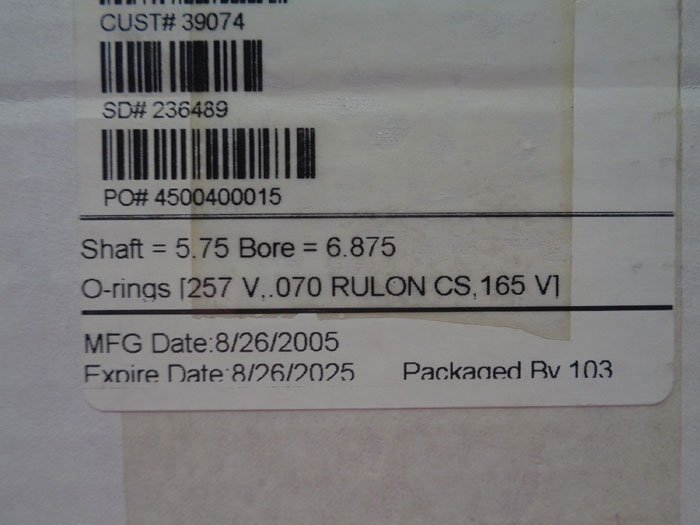 CUST# 39074
SD# 236489
PO# 4500400015
Shaft = 5.75 Bore = 6.875
O-rings [257 V,.070 RULON CS,165 V]
MFG Date:8/26/2005
Expire Date:8/26/2025 Packaged By 103